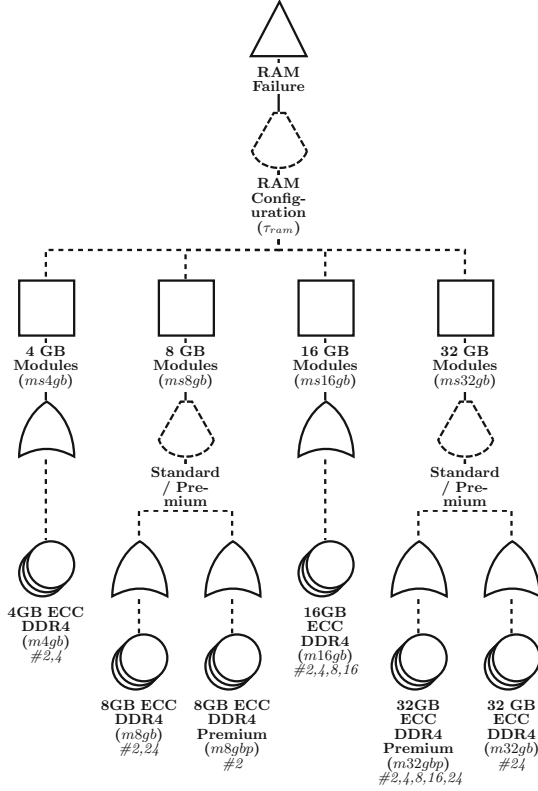 RAM
Failure
RAM
Config-
uration
(τram)
4 GB
Modules
(ms4gb)
8 GB
Modules
(ms8gb)
16 GB
Modules
(ms16gb)
32 GB
Modules
(ms32gb)
Standard
/ Pre-
mium
Standard
/ Pre-
mium
4GB ECC
DDR4
(m4gb)
#2,4
16GB
ECC
DDR4
(m16gb)
#2,4,8,16
8GB ECC
DDR4
(m8gb)
#2,24
8GB ECC
DDR4
Premium
(m8gbp)
#2
32GB
ECC
DDR4
Premium
(m32gbp)
#2,4,8,16,24
32 GB
ECC
DDR4
(m32gb)
#24